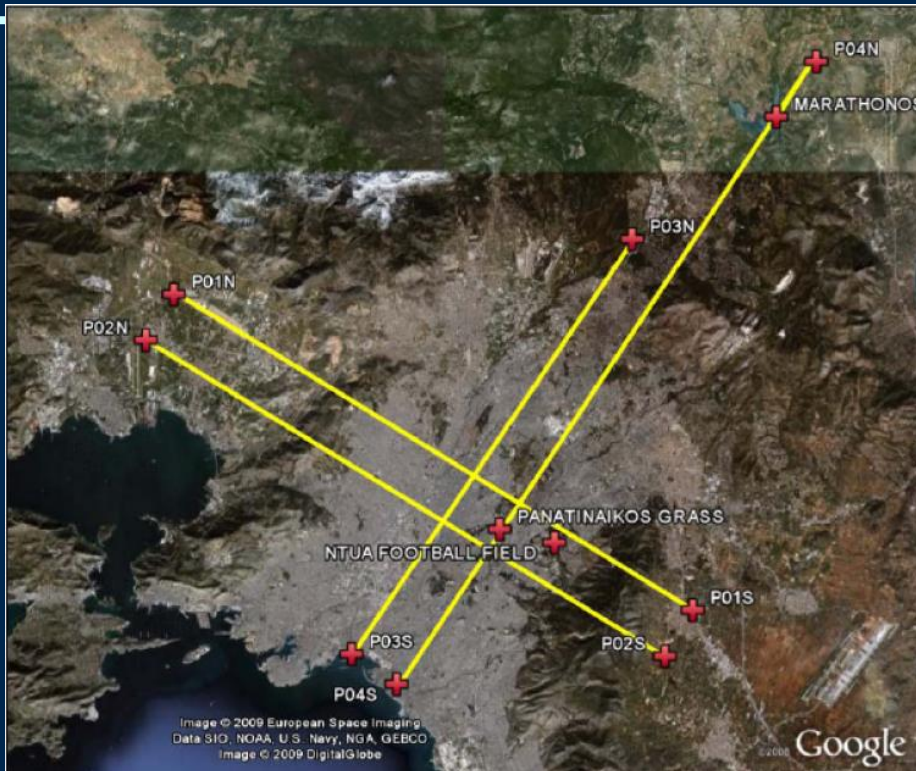 P04N
MARATHONOS
P03N
P01N
P02N
PANATINAIKOS GRASS
NTUA FOOTBALL FIELD
P01S
P02S
P03S
P04S
Image © 2009 European Space Imaging
Data SIO, NOAA, U.S. Navy, NGA, GEBCO
Image © 2009 DigitalGlobe
Google